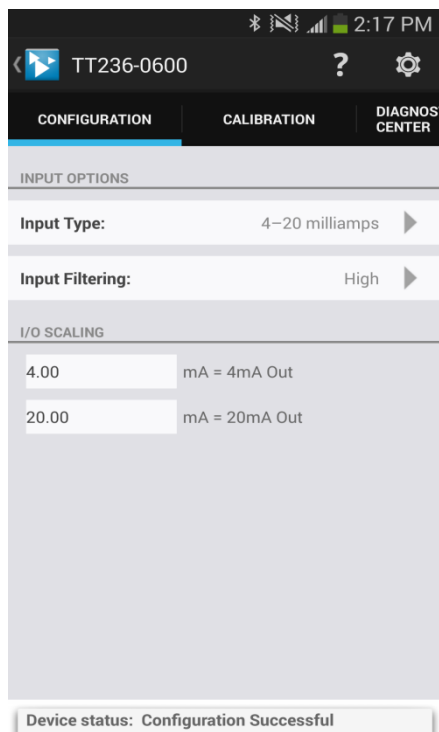 2:17 PM
TT236-0600 ?
CONFIGURATION CALIBRATION DIAGNOS
CENTER
INPUT OPTIONS
Input Type: 4–20 milliamps
Input Filtering: High
I/O SCALING
4.00 mA = 4mA Out
20.00 mA = 20mA Out
Device status: Configuration Successful